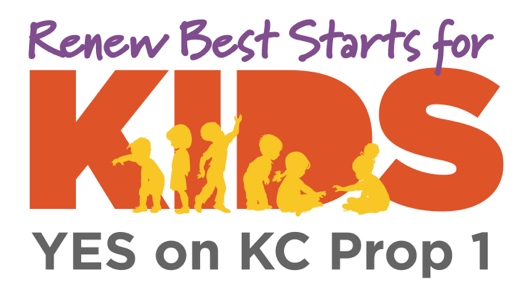 Renew Best Starts for
KIDS
YES on KC Prop 1